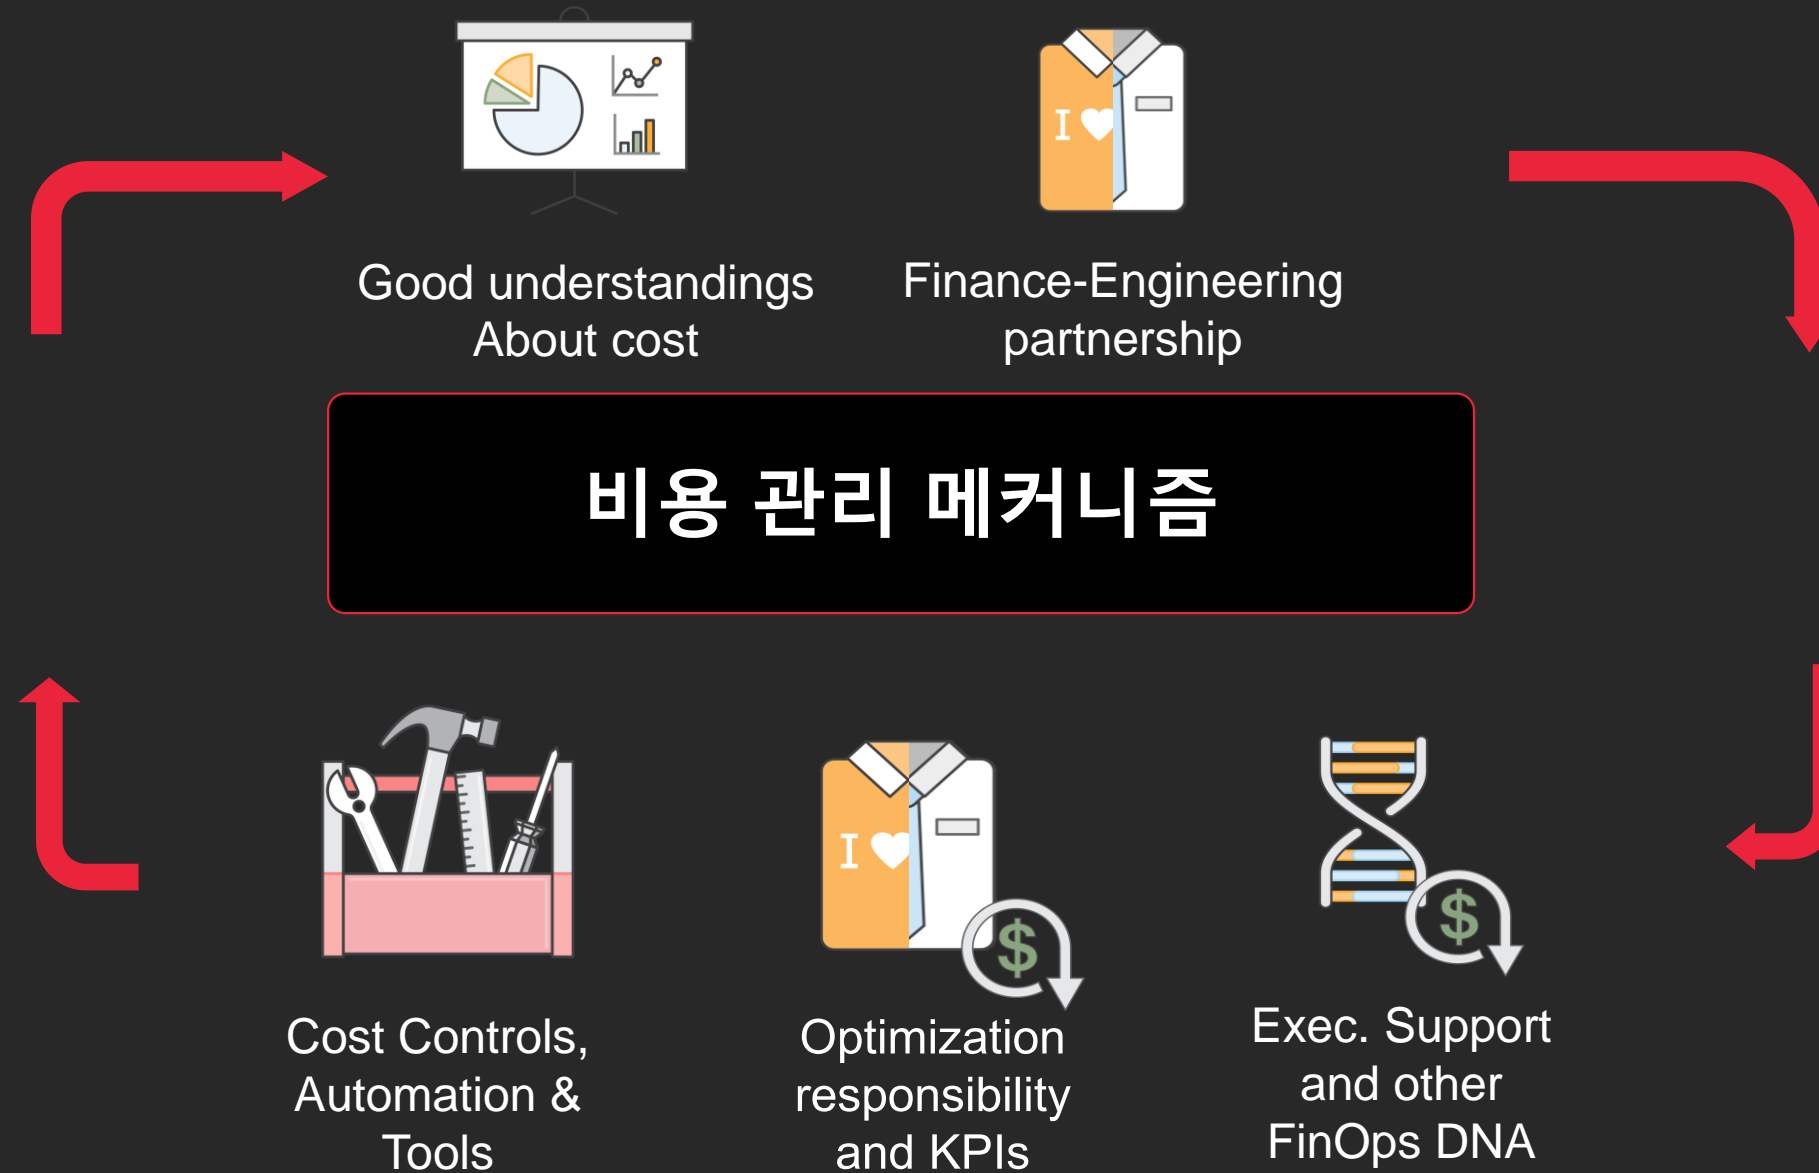 I
Good understandings
About cost
Finance-Engineering
partnership
비용 관리 메커니즘
I
$
$
Cost Controls,
Automation &
Tools
Optimization
responsibility
and KPIs
Exec. Support
and other
FinOps DNA